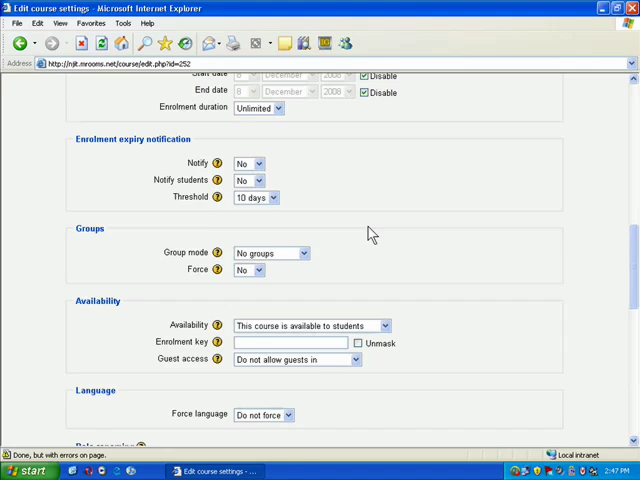 Edit course settings - Microsoft Internet Explorer
File Edit View Favorites Tools Help
Address http://njit.mrooms.net/course/edit.php?id=252
Start date 8 December 2008 Disable
End date 8 December 2008 Disable
Enrolment duration Unlimited
Enrolment expiry notification
Notify ? No
Notify students ? No
Threshold ? 10 days
Groups
Group mode ? No groups
Force ? No
Availability
Availability ? This course is available to students
Enrolment key ? Unmask
Guest access ? Do not allow guests in
Language
Force language Do not force
Role renaming ?
Done, but with errors on page. Local intranet
start Edit course settings - ... 2:47 PM